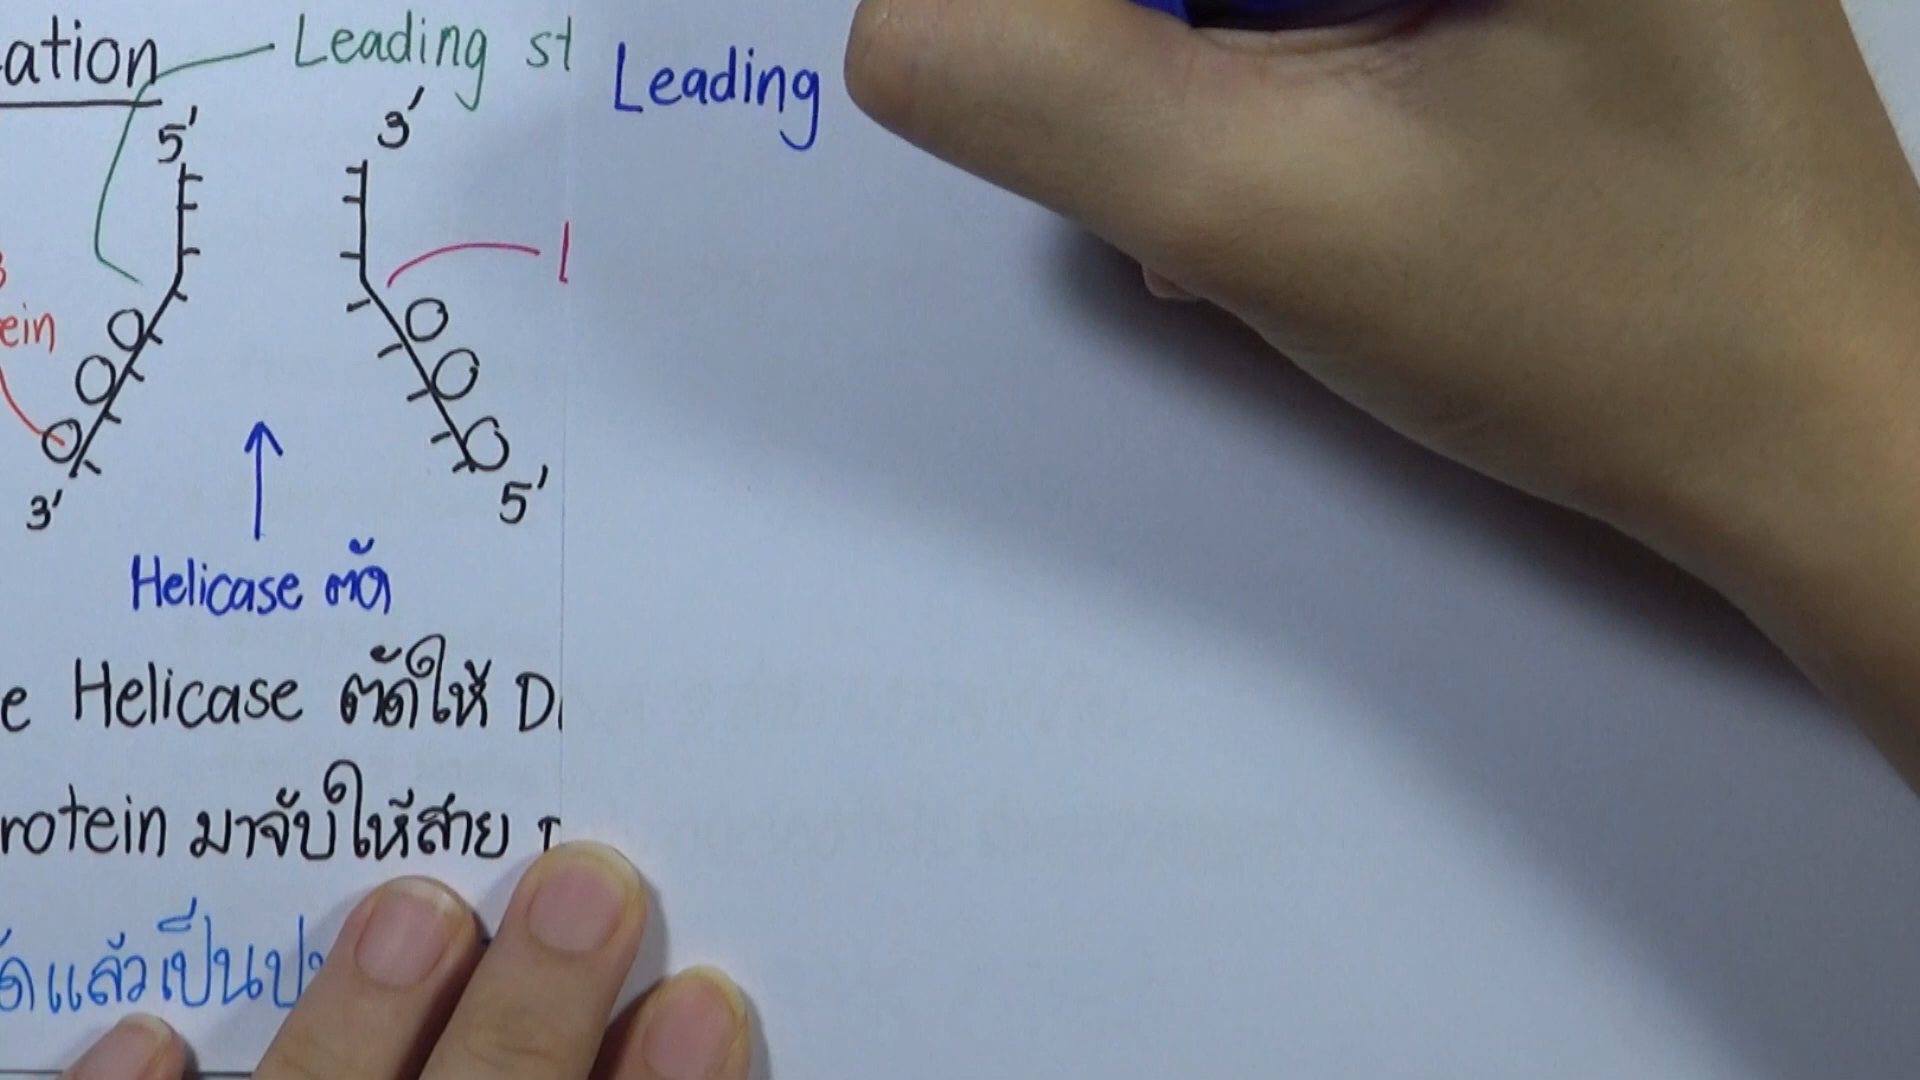 ation
Leading st
Leading
5'
3'
ein
3'
5'
Helicase ตัด
e Helicase ตัดให้ D
rotein มาจับให้สาย
ดแล้วเป็นป